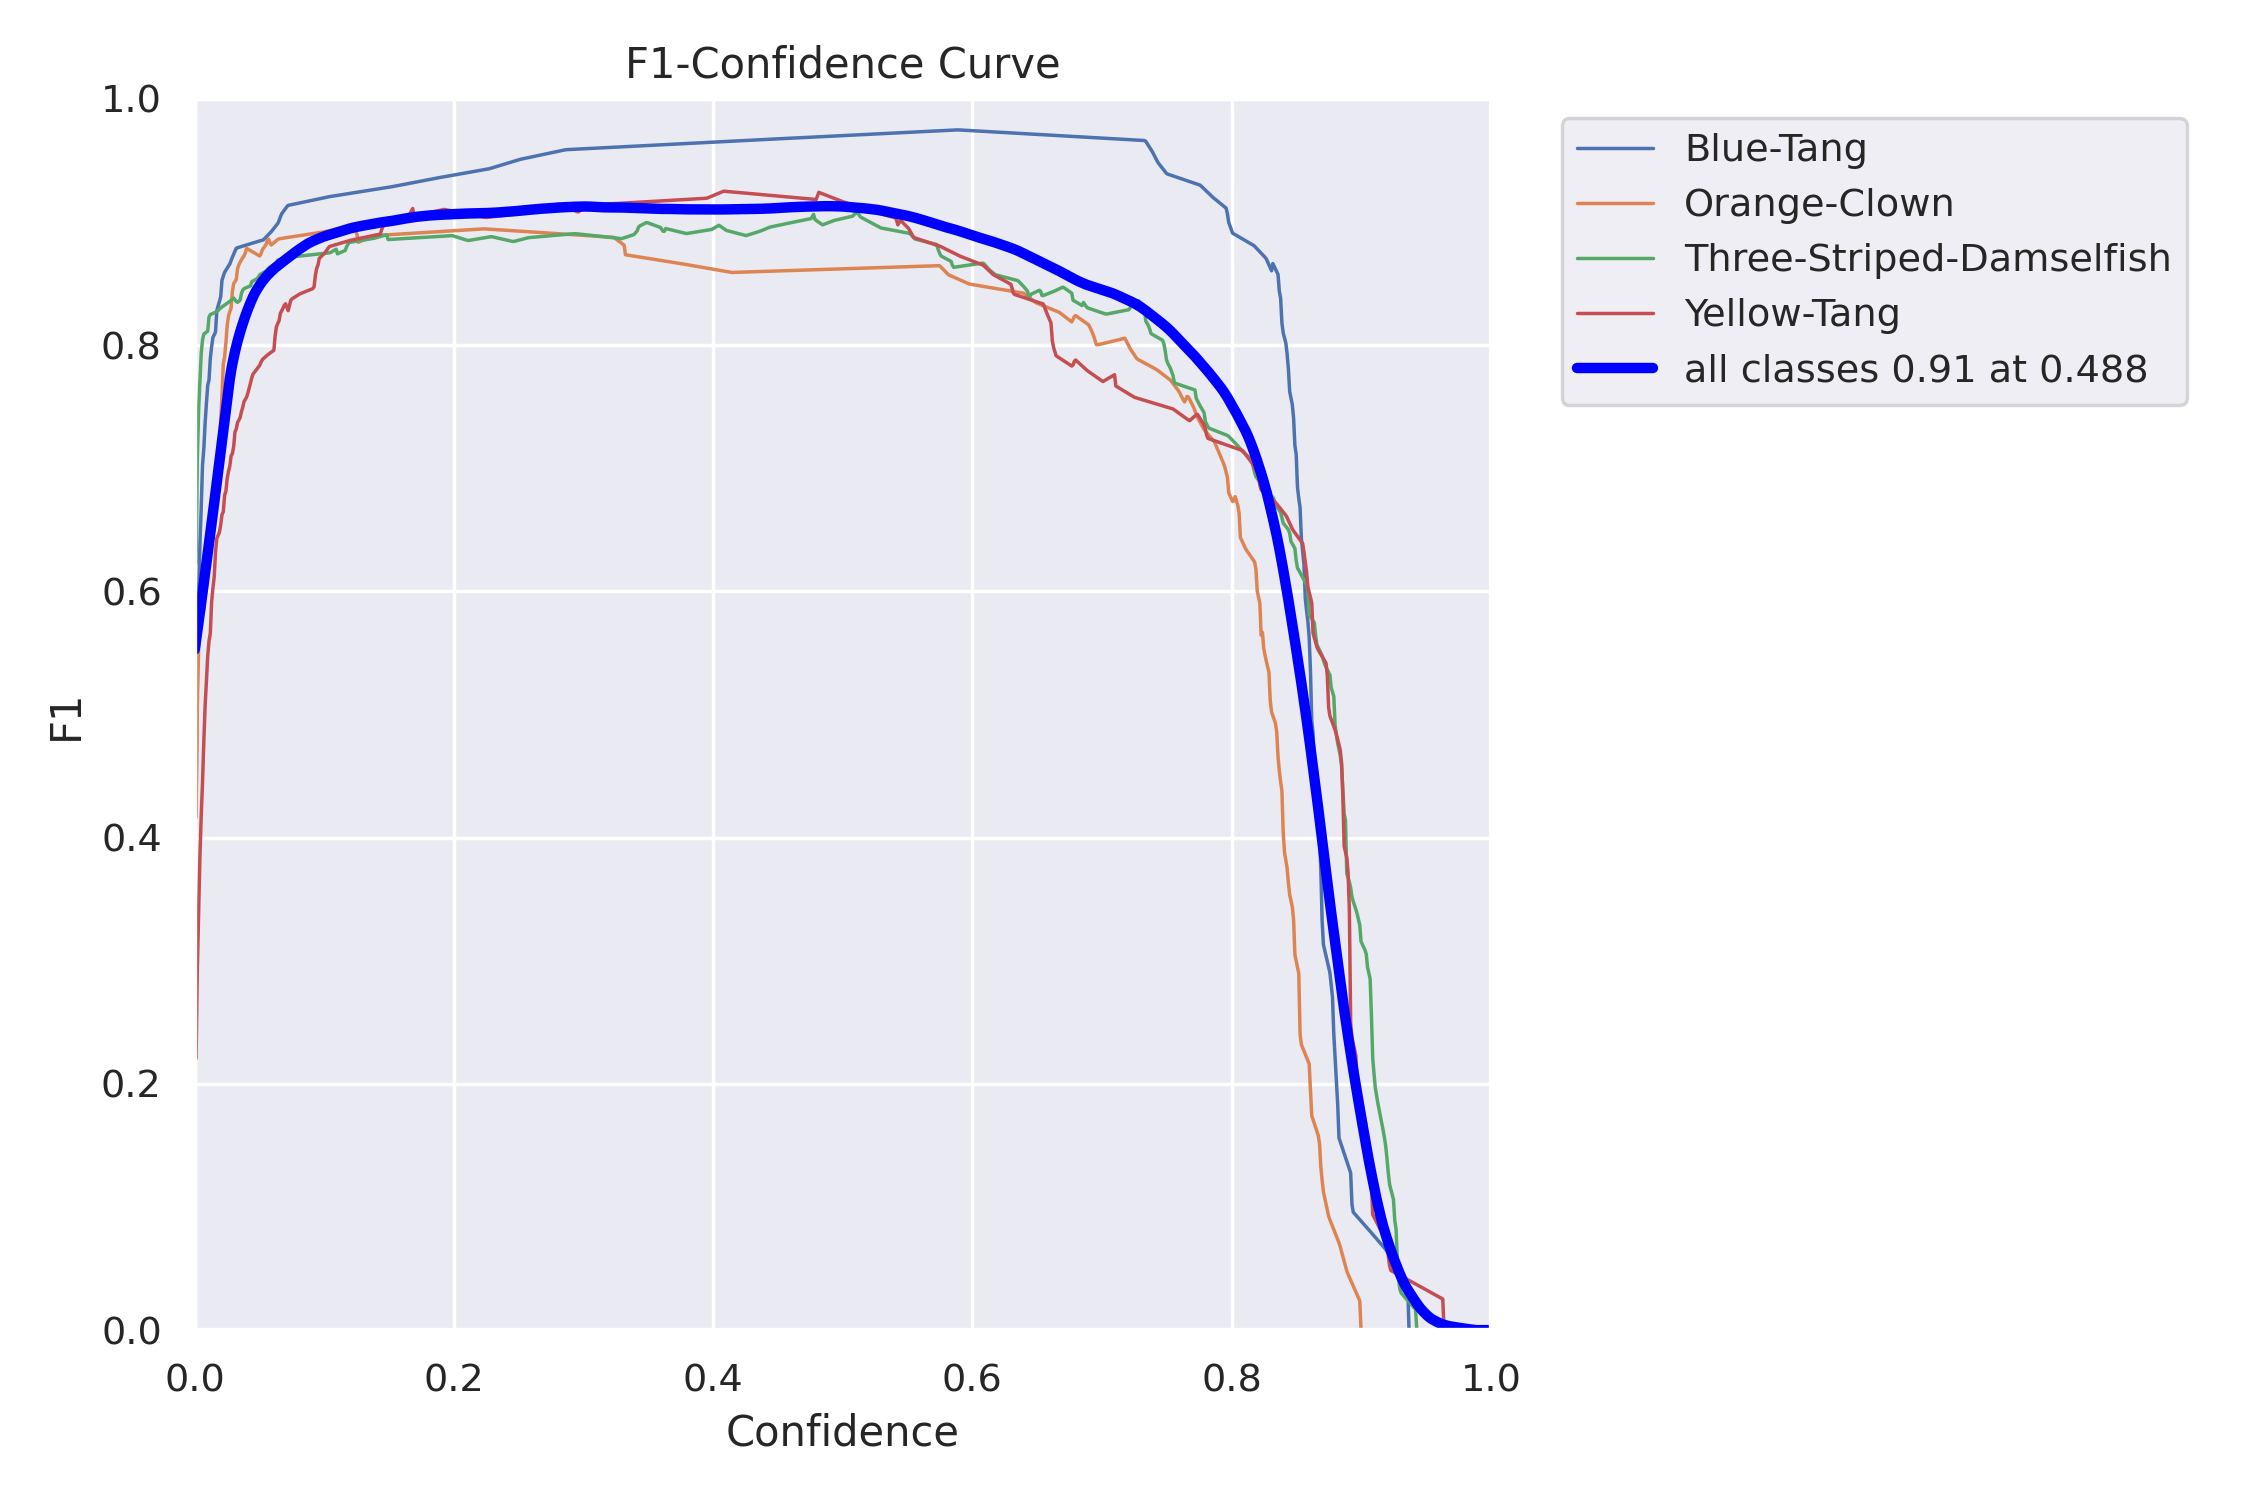 F1-Confidence Curve
1.0
0.8
0.6
0.4
0.2
0.0
F1
0.0 0.2 0.4 0.6 0.8 1.0
Confidence
Blue-Tang
Orange-Clown
Three-Striped-Damselfish
Yellow-Tang
all classes 0.91 at 0.488